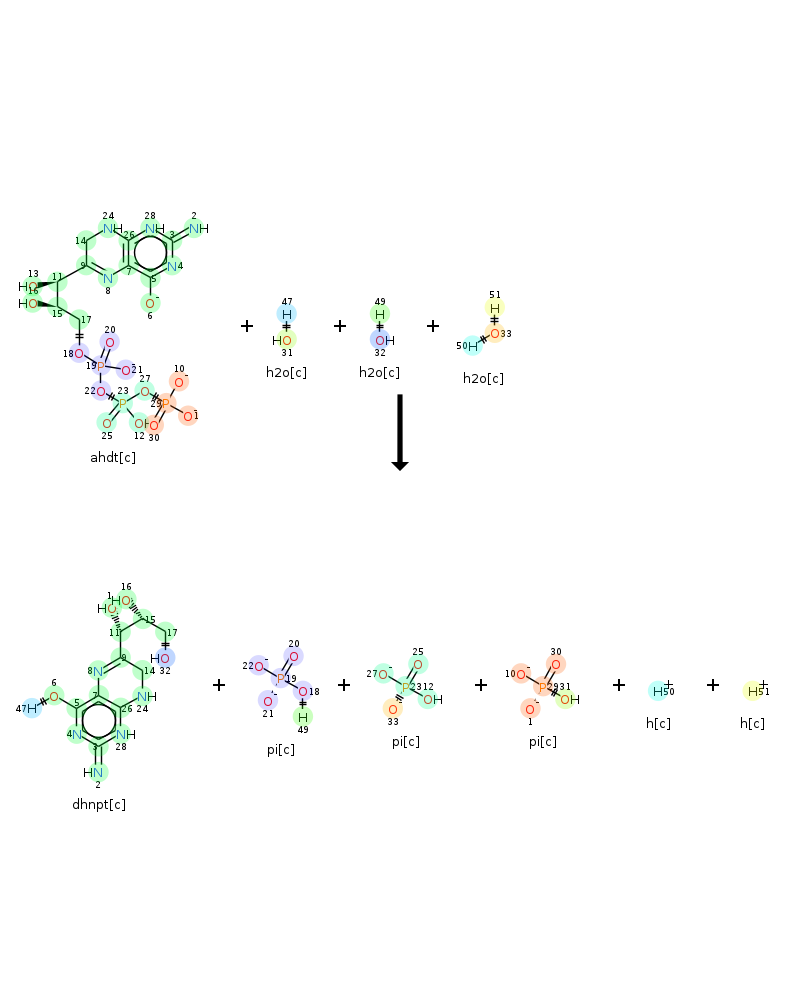 24 28 2
NH NH NH
14 26 3
9 7 N 4
13 11 N 5
HO 8 O-
16 6
HO 15 17 47 49 51
20 H H H
O
18 O HO OH 50 H O 33
19 P O- 21 10 31 32
22 O 23 27 O-
P O 29 P O- 1
25 O OH 12 O 30
h2o[c] h2o[c] h2o[c]
ahdt[c]
16
1 HO
HO 15
11 17
9 HO 32
6 8 N 14
47 H O 7 NH 24
5 26
4 N NH 28
3
HN 2
dhnpt[c]
20 O
22 O- P 19
O- 21 O 18
H 49
pi[c]
25 O
27 O- P 23 12
O 33 OH
pi[c]
30 O
10 O- P 29 31
O- 1 OH
pi[c]
H+ 50
h[c]
H+ 51
h[c]